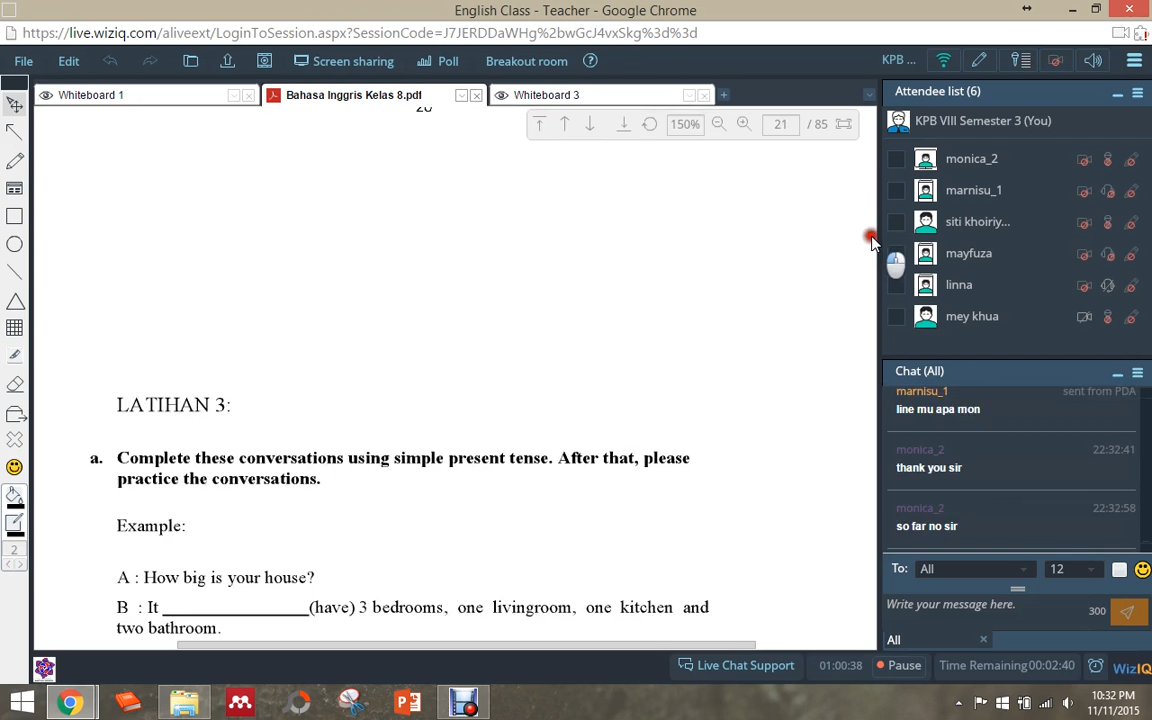 English Class - Teacher - Google Chrome
https://live.wiziq.com/aliveext/LoginToSession.aspx?SessionCode=J7JERDDaWHg%2bwGcJ4vxSkg%3d%3d
File Edit Screen sharing Poll Breakout room ? KPB ...
Whiteboard 1 Bahasa Inggris Kelas 8.pdf Whiteboard 3
20
150% 21 / 85
LATIHAN 3:
a. Complete these conversations using simple present tense. After that, please
practice the conversations.
Example:
A : How big is your house?
B : It ________________(have) 3 bedrooms, one livingroom, one kitchen and
two bathroom.
2
Attendee list (6)
KPB VIII Semester 3 (You)
monica_2
marnisu_1
siti khoiriy...
mayfuza
linna
mey khua
Chat (All)
marnisu_1 sent from PDA
line mu apa mon
monica_2 22:32:41
thank you sir
monica_2 22:32:58
so far no sir
To: All 12
Write your message here. 300
All
Live Chat Support 01:00:38 Pause Time Remaining00:02:40 WizIQ
10:32 PM
11/11/2015